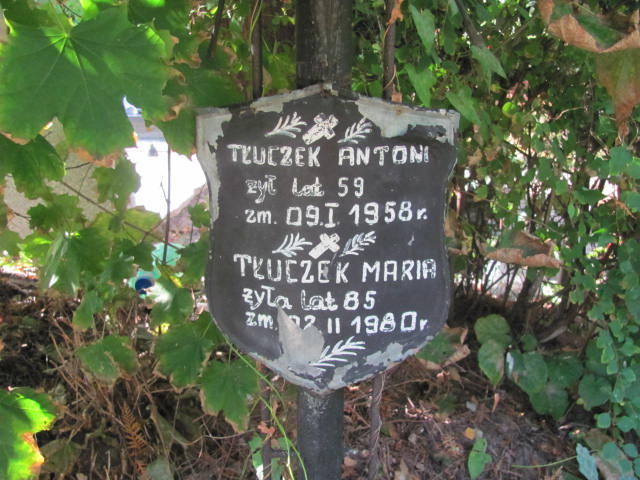 TŁUCZEK ANTONI
żył lat 59
zm. 09.I 1958 r.
TŁUCZEK MARIA
żyła lat 85
zm. II 1980 r.